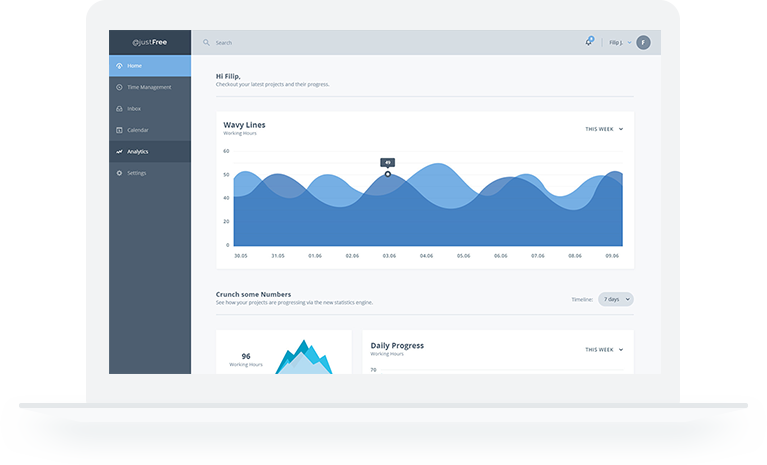 @justFree
Search
6
Filip J.
F
Home
Time Management
Inbox
Calendar
Analytics
Settings
Hi Filip,
Checkout your latest projects and their progress.
Wavy Lines
Working Hours
THIS WEEK
60
50
40
20
0
49
30.05
31.05
01.06
02.06
03.06
04.06
05.06
06.06
07.06
08.06
09.06
Crunch some Numbers
See how your projects are progressing via the new statistics engine.
Timeline:
7 days
96
Working Hours
Daily Progress
Working Hours
THIS WEEK
70